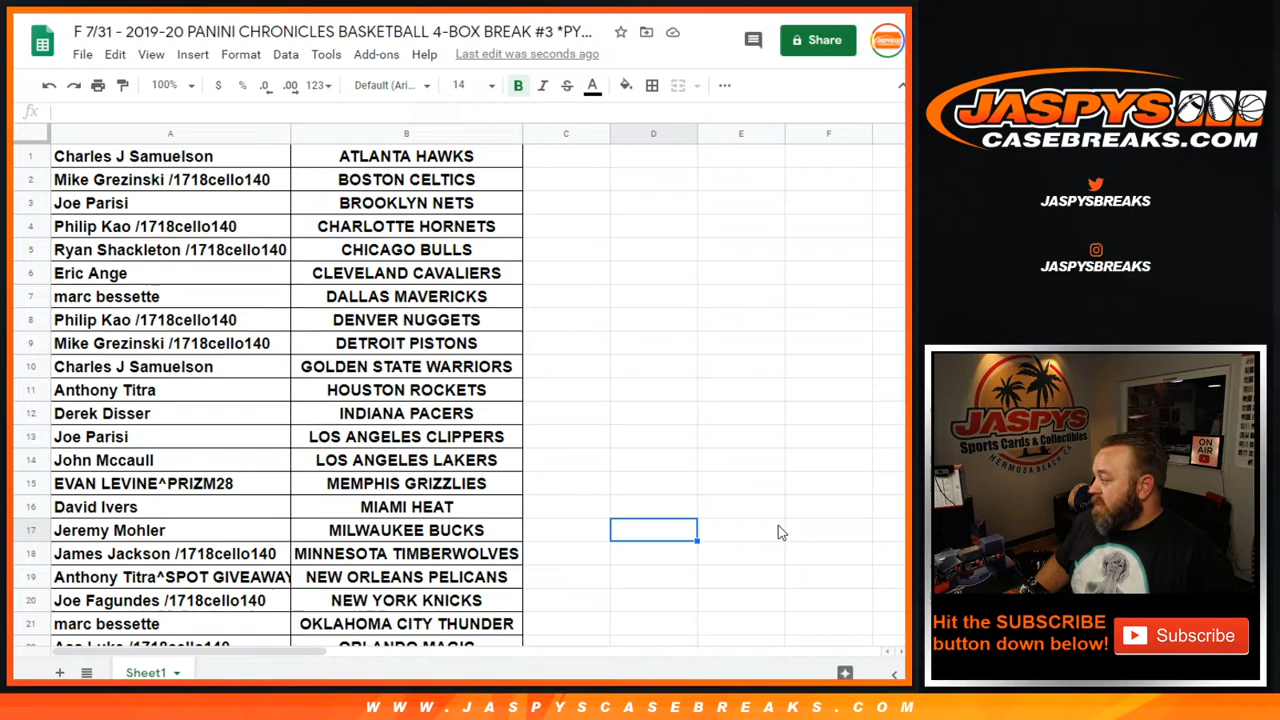 F 7/31 - 2019-20 PANINI CHRONICLES BASKETBALL 4-BOX BREAK #3 *PY...
File Edit View Insert Format Data Tools Add-ons Help Last edit was seconds ago
Share
100% $ % .0 .00 123 Default (Ari... 14 B I S A
fx
A B C D E F
1 Charles J Samuelson ATLANTA HAWKS
2 Mike Grezinski /1718cello140 BOSTON CELTICS
3 Joe Parisi BROOKLYN NETS
4 Philip Kao /1718cello140 CHARLOTTE HORNETS
5 Ryan Shackleton /1718cello140 CHICAGO BULLS
6 Eric Ange CLEVELAND CAVALIERS
7 marc bessette DALLAS MAVERICKS
8 Philip Kao /1718cello140 DENVER NUGGETS
9 Mike Grezinski /1718cello140 DETROIT PISTONS
10 Charles J Samuelson GOLDEN STATE WARRIORS
11 Anthony Titra HOUSTON ROCKETS
12 Derek Disser INDIANA PACERS
13 Joe Parisi LOS ANGELES CLIPPERS
14 John Mccaull LOS ANGELES LAKERS
15 EVAN LEVINE^PRIZM28 MEMPHIS GRIZZLIES
16 David Ivers MIAMI HEAT
17 Jeremy Mohler MILWAUKEE BUCKS
18 James Jackson /1718cello140 MINNESOTA TIMBERWOLVES
19 Anthony Titra^SPOT GIVEAWAY NEW ORLEANS PELICANS
20 Joe Fagundes /1718cello140 NEW YORK KNICKS
21 marc bessette OKLAHOMA CITY THUNDER
ORLANDO MAGIC
Sheet1
JASPYS
CASEBREAKS.COM
JASPYSBREAKS
JASPYSBREAKS
JASPYS
Sports Cards & Collectibles
HERMOSA BEACH, CA
ON AIR
Hit the SUBSCRIBE
button down below!
Subscribe
WWW.JASPYSCASEBREAKS.COM